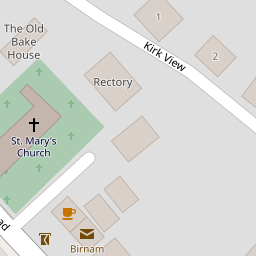 1
The Old
Bake
House
Kirk View
2
Rectory
St. Mary's
Church
Birnam